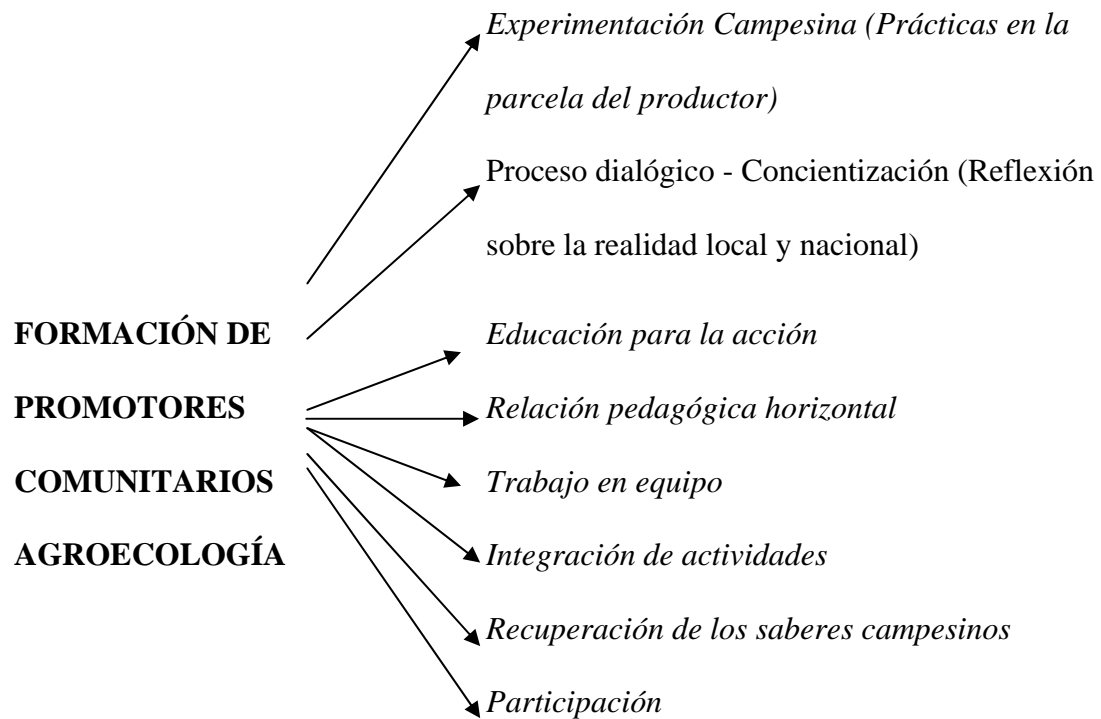 Experimentación Campesina (Prácticas en la
parcela del productor)
Proceso dialógico - Concientización (Reflexión
sobre la realidad local y nacional)
FORMACIÓN DE
PROMOTORES
COMUNITARIOS
AGROECOLOGÍA
Educación para la acción
Relación pedagógica horizontal
Trabajo en equipo
Integración de actividades
Recuperación de los saberes campesinos
Participación